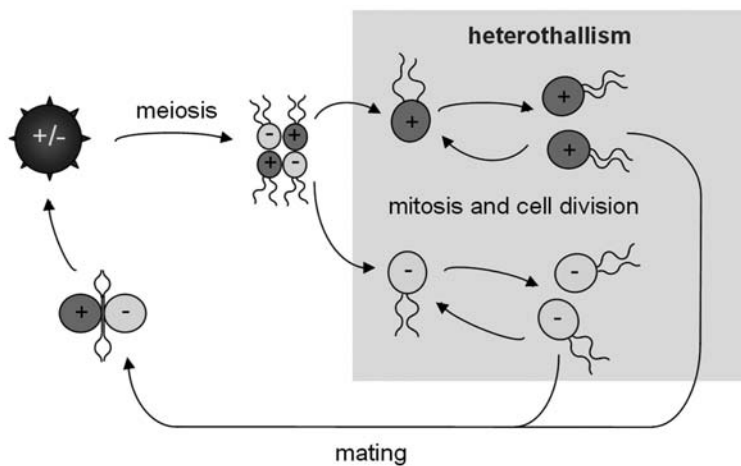 heterothallism
+/-
meiosis
- +
+ -
+
+
+
mitosis and cell division
+ -
-
-
-
mating